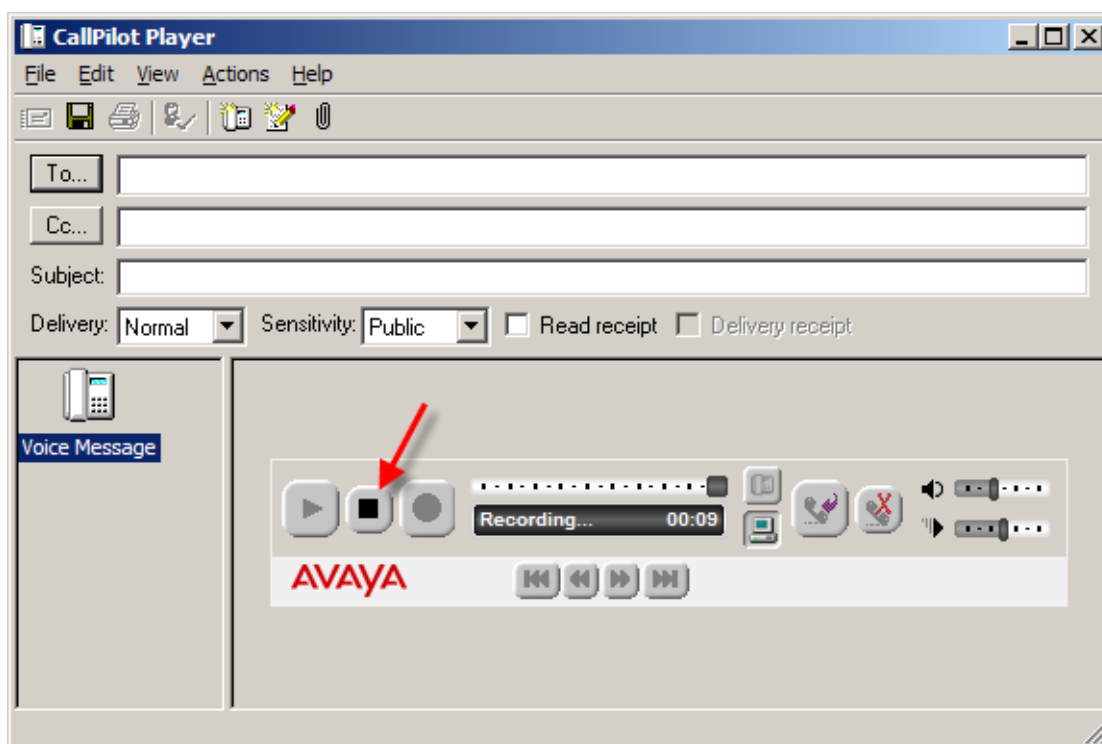 CallPilot Player
File Edit View Actions Help
To...
Cc...
Subject:
Delivery: Normal Sensitivity: Public Read receipt Delivery receipt
Voice Message
Recording... 00:09
AVAYA